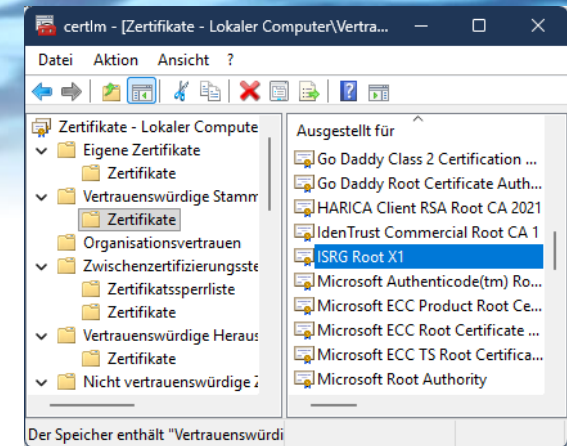 certlm - [Zertifikate - Lokaler Computer\Vertra...
Datei Aktion Ansicht ?
Zertifikate - Lokaler Compute
Eigene Zertifikate
Zertifikate
Vertrauenswürdige Stamm
Zertifikate
Organisationsvertrauen
Zwischenzertifizierungsste
Zertifikatssperrliste
Zertifikate
Vertrauenswürdige Heraus
Zertifikate
Nicht vertrauenswürdige Z
Ausgestellt für
Go Daddy Class 2 Certification ...
Go Daddy Root Certificate Auth...
HARICA Client RSA Root CA 2021
IdenTrust Commercial Root CA 1
ISRG Root X1
Microsoft Authenticode(tm) Ro...
Microsoft ECC Product Root Ce...
Microsoft ECC Root Certificate ...
Microsoft ECC TS Root Certifica...
Microsoft Root Authority
Der Speicher enthält "Vertrauenswürdi